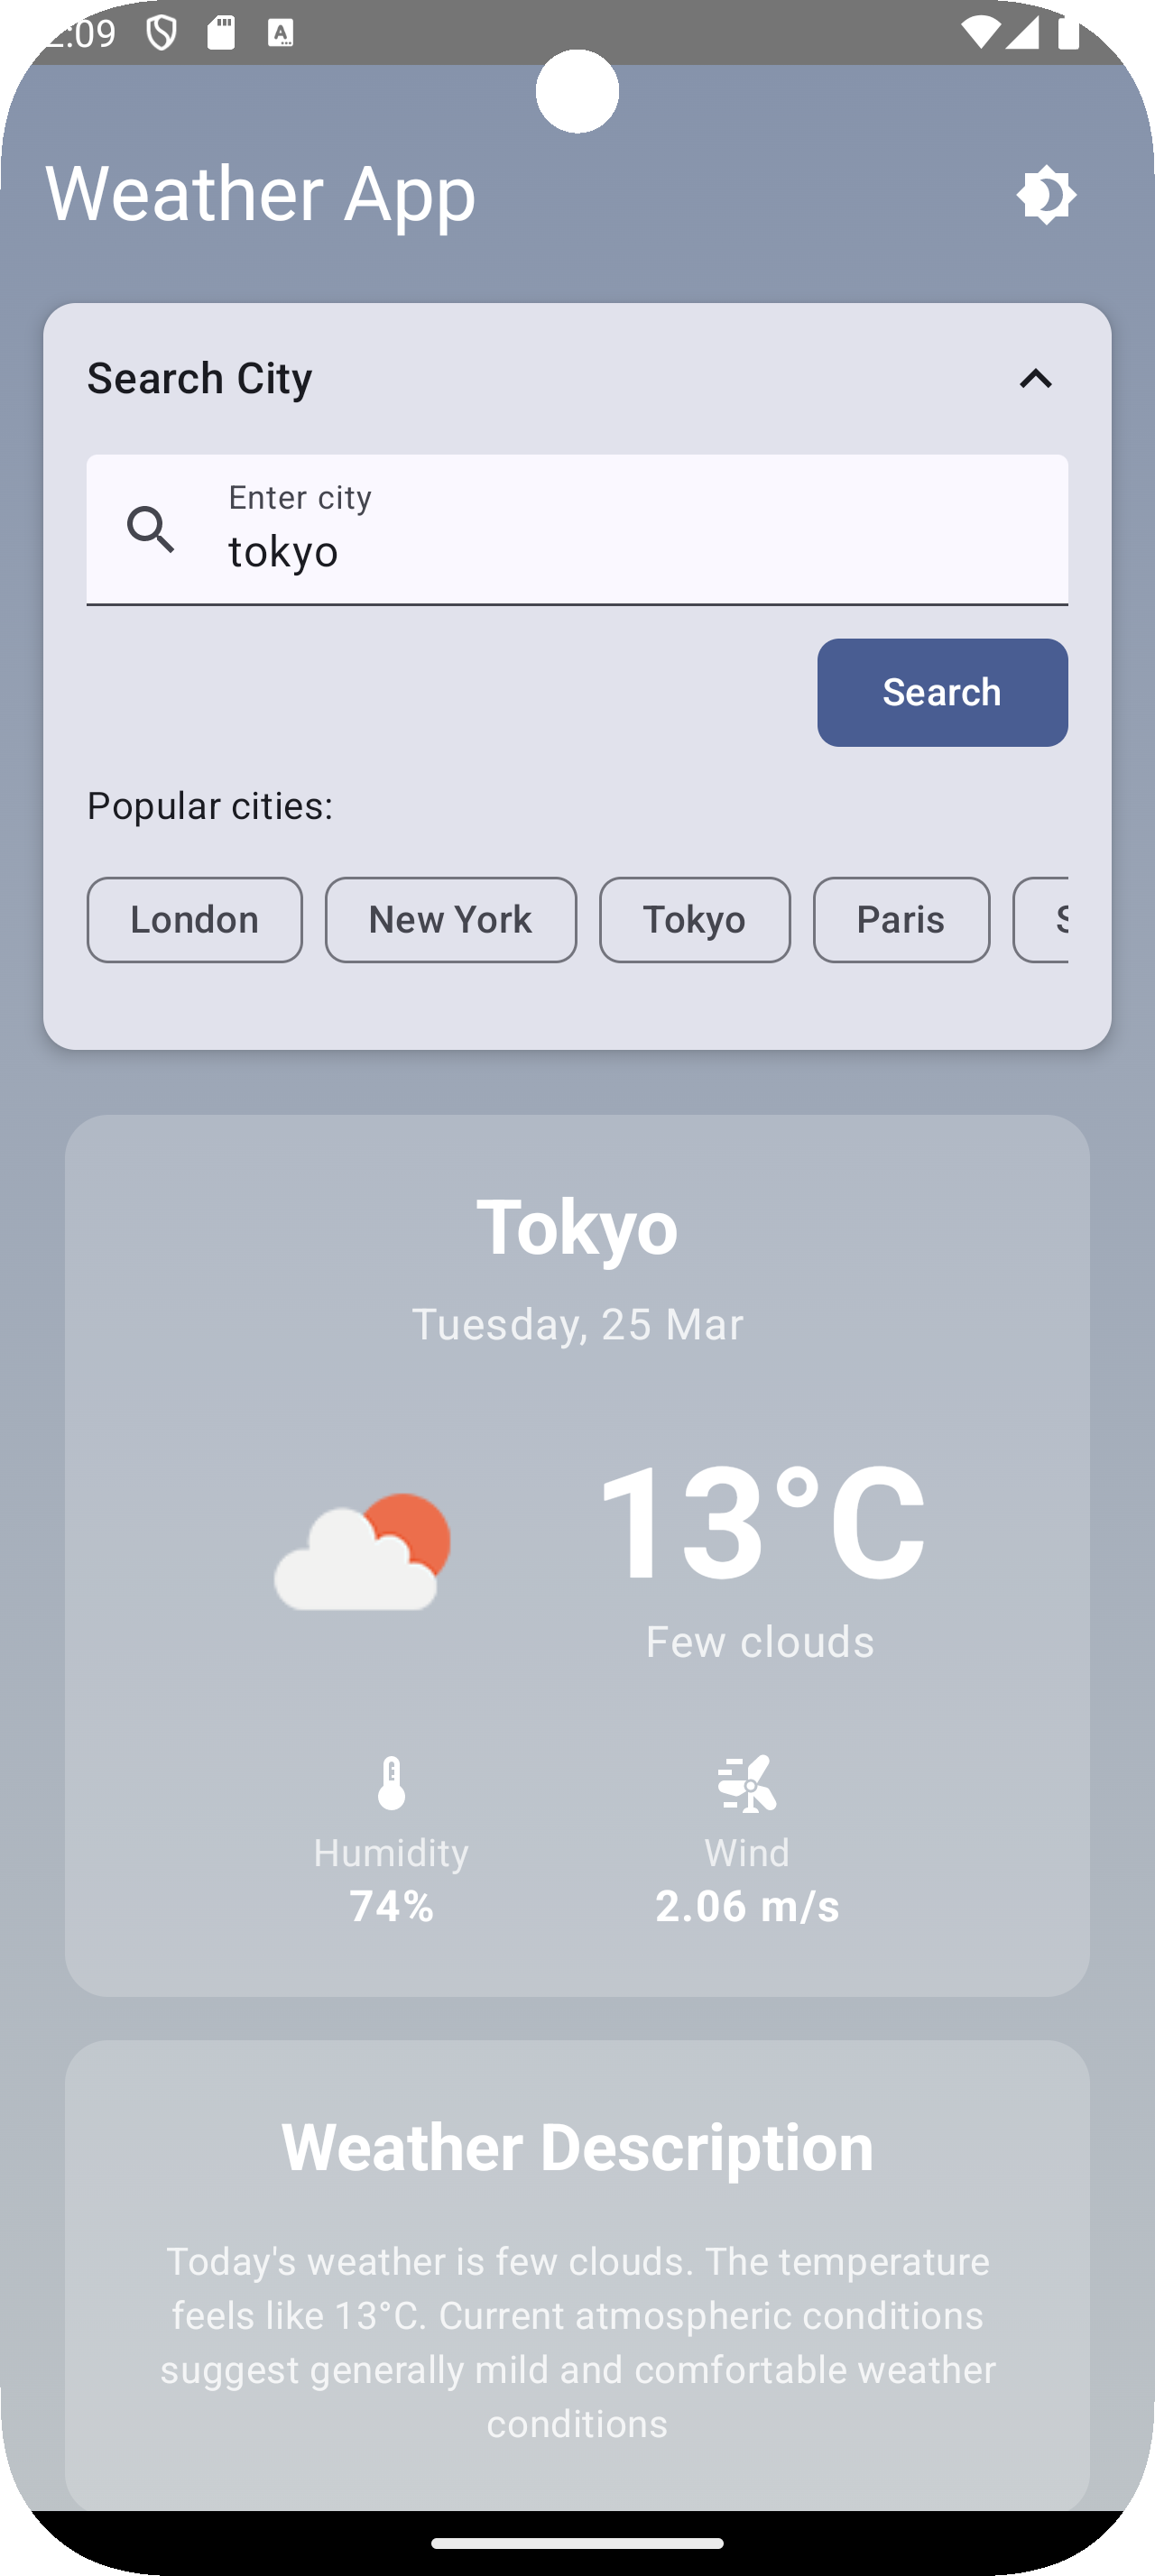 :09
Weather App
Search City
Enter city
tokyo
Search
Popular cities:
London New York Tokyo Paris
Tokyo
Tuesday, 25 Mar
13°C
Few clouds
Humidity Wind
74% 2.06 m/s
Weather Description
Today's weather is few clouds. The temperature
feels like 13°C. Current atmospheric conditions
suggest generally mild and comfortable weather
conditions